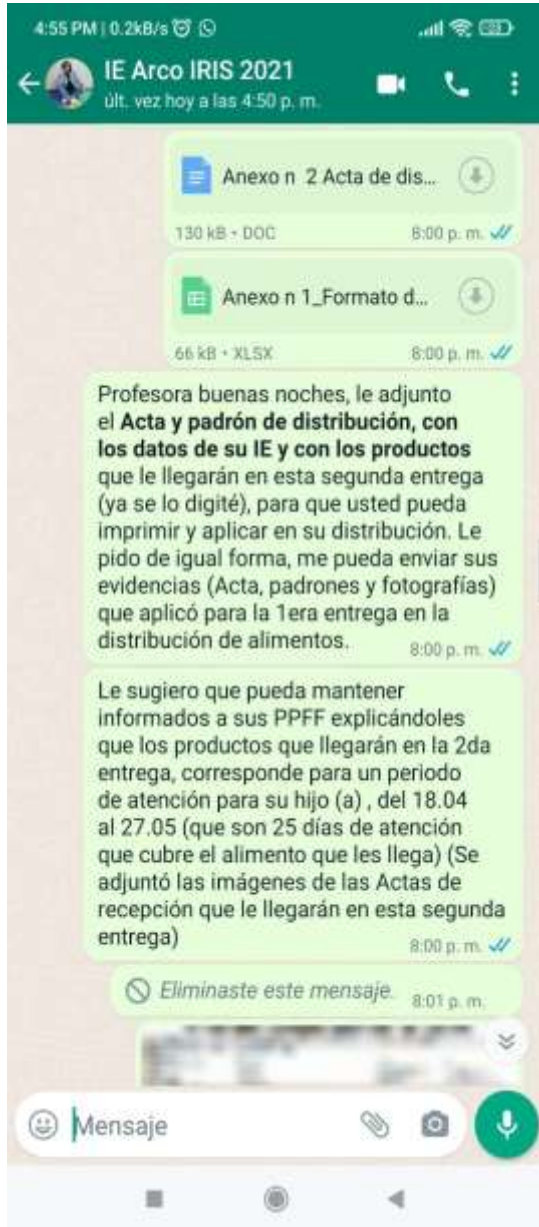 4:55 PM | 0.2kB/s
IE Arco IRIS 2021
últ. vez hoy a las 4:50 p. m.
Anexo n 2 Acta de dis...
130 kB • DOC 8:00 p. m.
Anexo n 1_Formato d...
66 kB • XLSX 8:00 p. m.
Profesora buenas noches, le adjunto
el Acta y padrón de distribución, con
los datos de su IE y con los productos
que le llegarán en esta segunda entrega
(ya se lo digité), para que usted pueda
imprimir y aplicar en su distribución. Le
pido de igual forma, me pueda enviar sus
evidencias (Acta, padrones y fotografías)
que aplicó para la 1era entrega en la
distribución de alimentos. 8:00 p. m.
Le sugiero que pueda mantener
informados a sus PPFF explicándoles
que los productos que llegarán en la 2da
entrega, corresponde para un periodo
de atención para su hijo (a) , del 18.04
al 27.05 (que son 25 días de atención
que cubre el alimento que les llega) (Se
adjuntó las imágenes de las Actas de
recepción que le llegarán en esta segunda
entrega) 8:00 p. m.
Eliminaste este mensaje. 8:01 p. m.
Mensaje